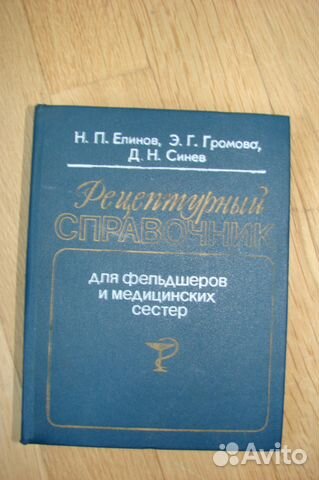 Н. П. Елинов, Э. Г. Громова,
Д. Н. Синев
Рецептурный
СПРАВОЧНИК
для фельдшеров
и медицинских
сестер
Avito